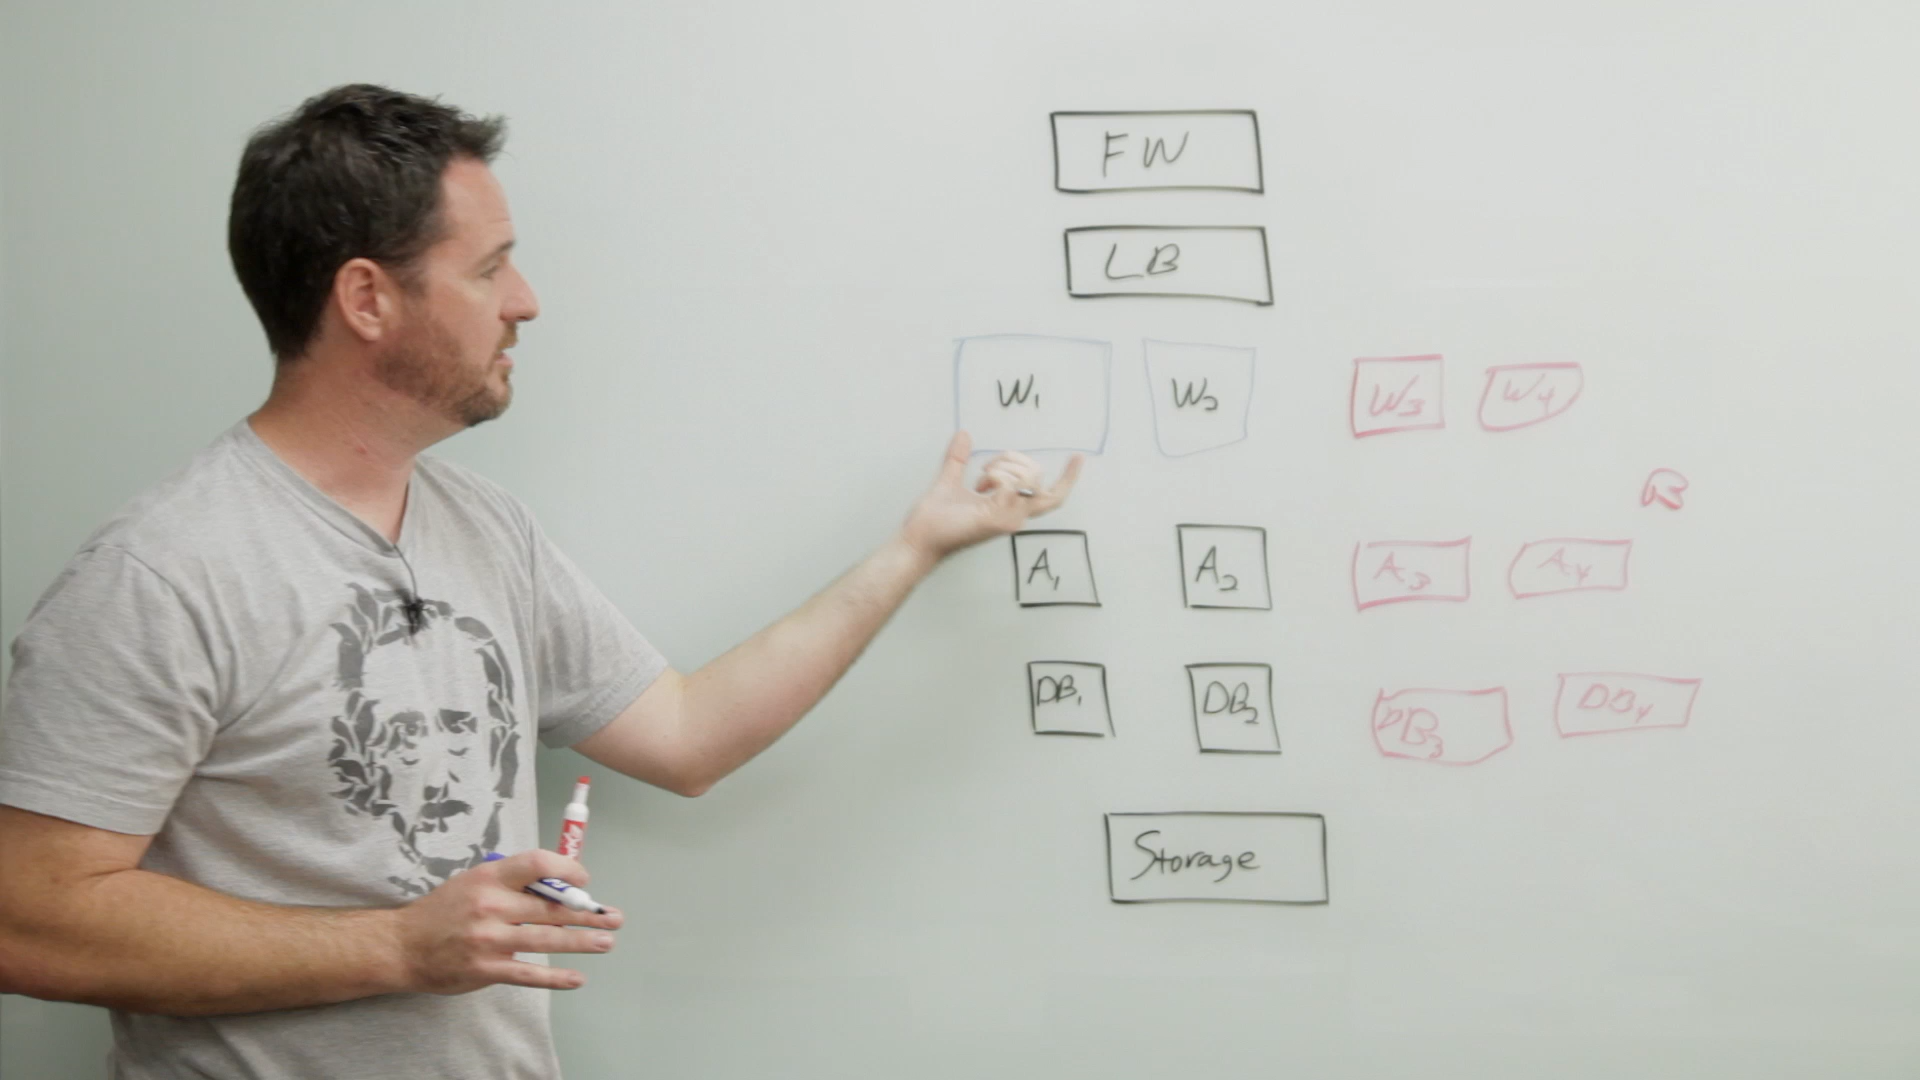 FW
LB
W1 W2 W3 W4
B
A1 A2 A3 A4
DB1 DB2 DB3 DB4
Storage